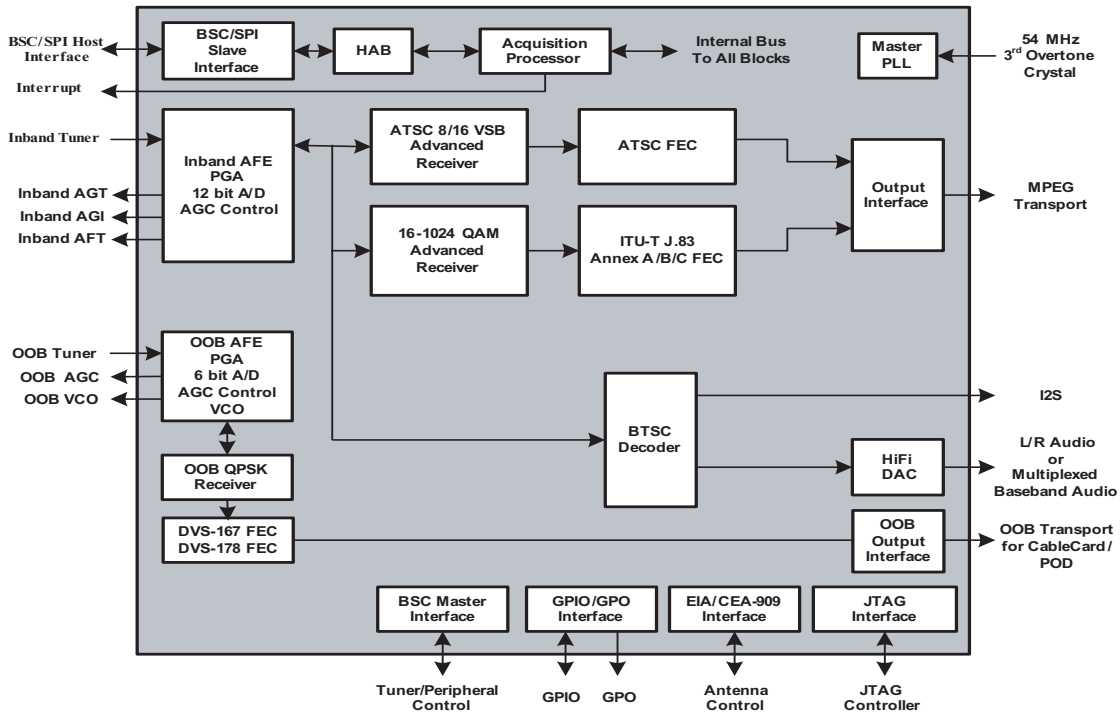 BSC/SPI Host
Interface
BSC/SPI
Slave
Interface
HAB
Acquisition
Processor
Internal Bus
To All Blocks
Master
PLL
54 MHz
3rd Overtone
Crystal
Interrupt
Inband Tuner
Inband AGT
Inband AGI
Inband AFT
Inband AFE
PGA
12 bit A/D
AGC Control
ATSC 8/16 VSB
Advanced
Receiver
ATSC FEC
16-1024 QAM
Advanced
Receiver
ITU-T J.83
Annex A/B/C FEC
Output
Interface
MPEG
Transport
OOB Tuner
OOB AGC
OOB VCO
OOB AFE
PGA
6 bit A/D
AGC Control
VCO
OOB QPSK
Receiver
DVS-167 FEC
DVS-178 FEC
BTSC
Decoder
I2S
HiFi
DAC
L/R Audio
or
Multiplexed
Baseband Audio
OOB
Output
Interface
OOB Transport
for CableCard/
POD
BSC Master
Interface
GPIO/GPO
Interface
EIA/CEA-909
Interface
JTAG
Interface
Tuner/Peripheral
Control
GPIO
GPO
Antenna
Control
JTAG
Controller